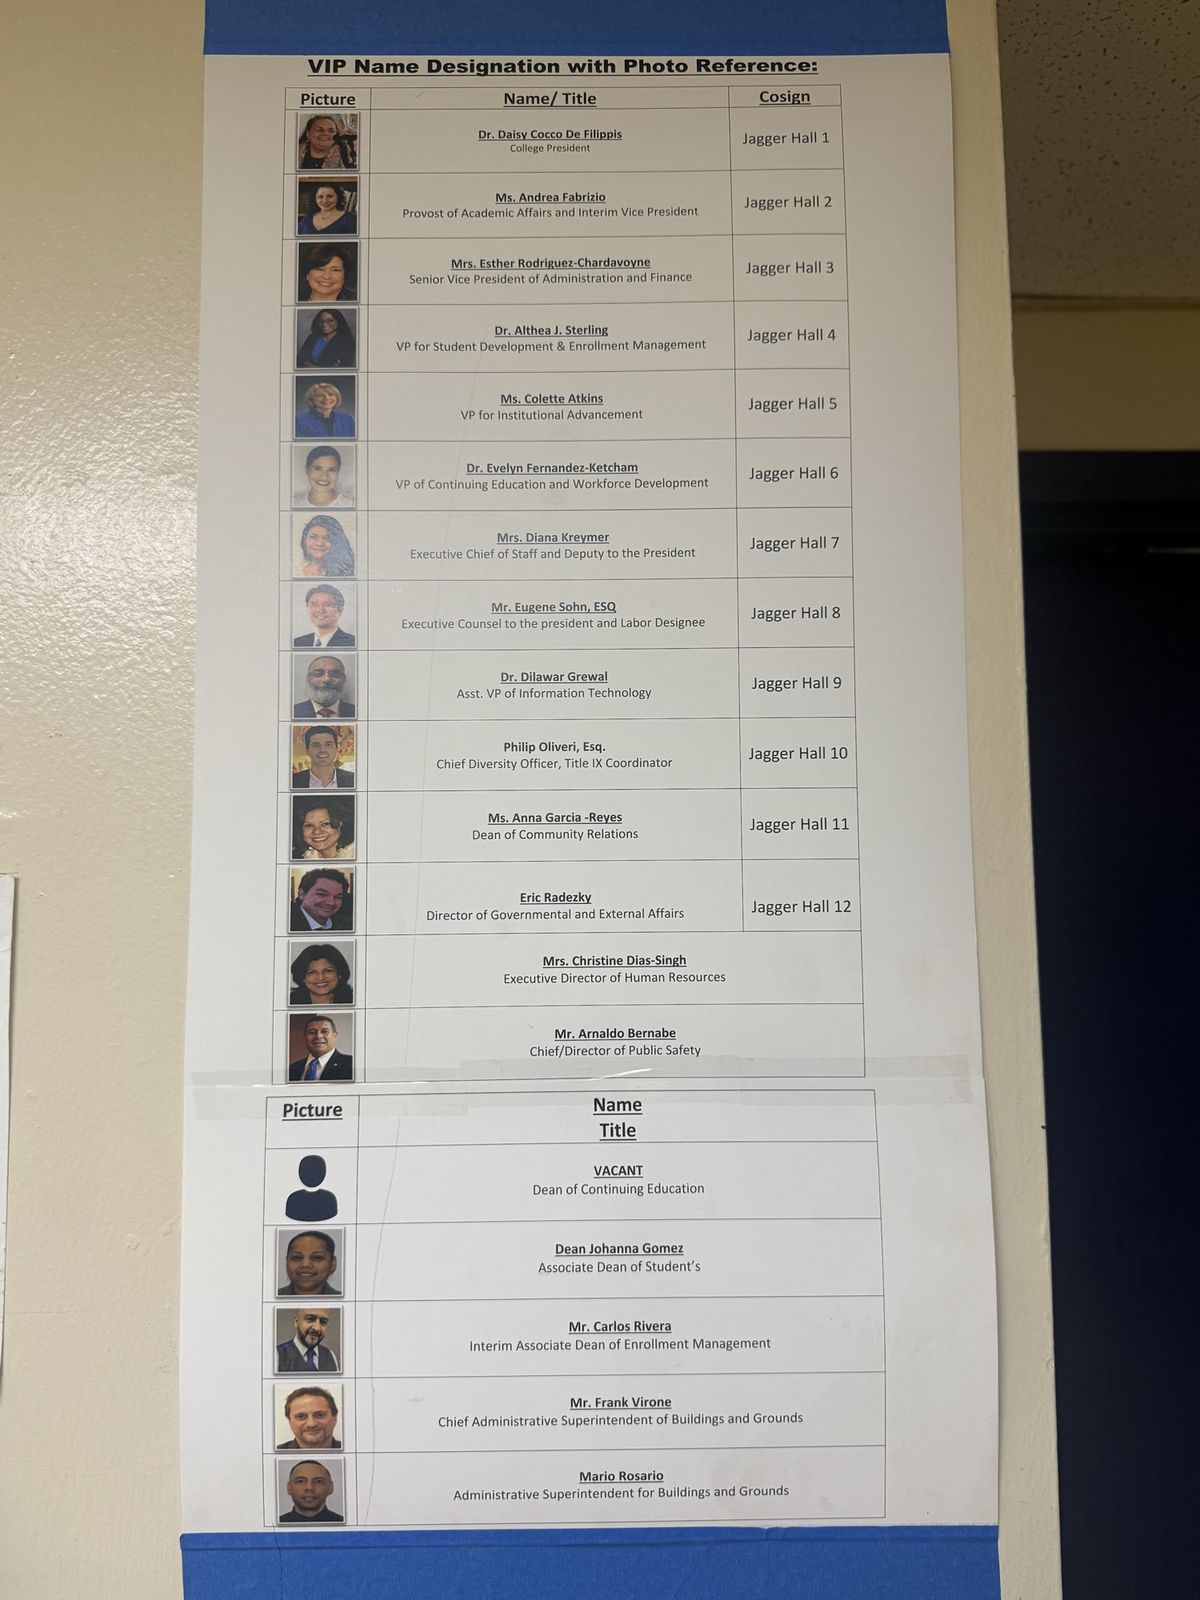 VIP Name Designation with Photo Reference:
Picture Name/ Title Cosign
Dr. Daisy Cocco De Filippis
College President
Jagger Hall 1
Ms. Andrea Fabrizio
Provost of Academic Affairs and Interim Vice President
Jagger Hall 2
Mrs. Esther Rodriguez-Chardavoyne
Senior Vice President of Administration and Finance
Jagger Hall 3
Dr. Althea J. Sterling
VP for Student Development & Enrollment Management
Jagger Hall 4
Ms. Colette Atkins
VP for Institutional Advancement
Jagger Hall 5
Dr. Evelyn Fernandez-Ketcham
VP of Continuing Education and Workforce Development
Jagger Hall 6
Mrs. Diana Kreymer
Executive Chief of Staff and Deputy to the President
Jagger Hall 7
Mr. Eugene Sohn, ESQ
Executive Counsel to the president and Labor Designee
Jagger Hall 8
Dr. Dilawar Grewal
Asst. VP of Information Technology
Jagger Hall 9
Philip Oliveri, Esq.
Chief Diversity Officer, Title IX Coordinator
Jagger Hall 10
Ms. Anna Garcia -Reyes
Dean of Community Relations
Jagger Hall 11
Eric Radezky
Director of Governmental and External Affairs
Jagger Hall 12
Mrs. Christine Dias-Singh
Executive Director of Human Resources
Mr. Arnaldo Bernabe
Chief/Director of Public Safety
Picture Name
Title
VACANT
Dean of Continuing Education
Dean Johanna Gomez
Associate Dean of Student's
Mr. Carlos Rivera
Interim Associate Dean of Enrollment Management
Mr. Frank Virone
Chief Administrative Superintendent of Buildings and Grounds
Mario Rosario
Administrative Superintendent for Buildings and Grounds